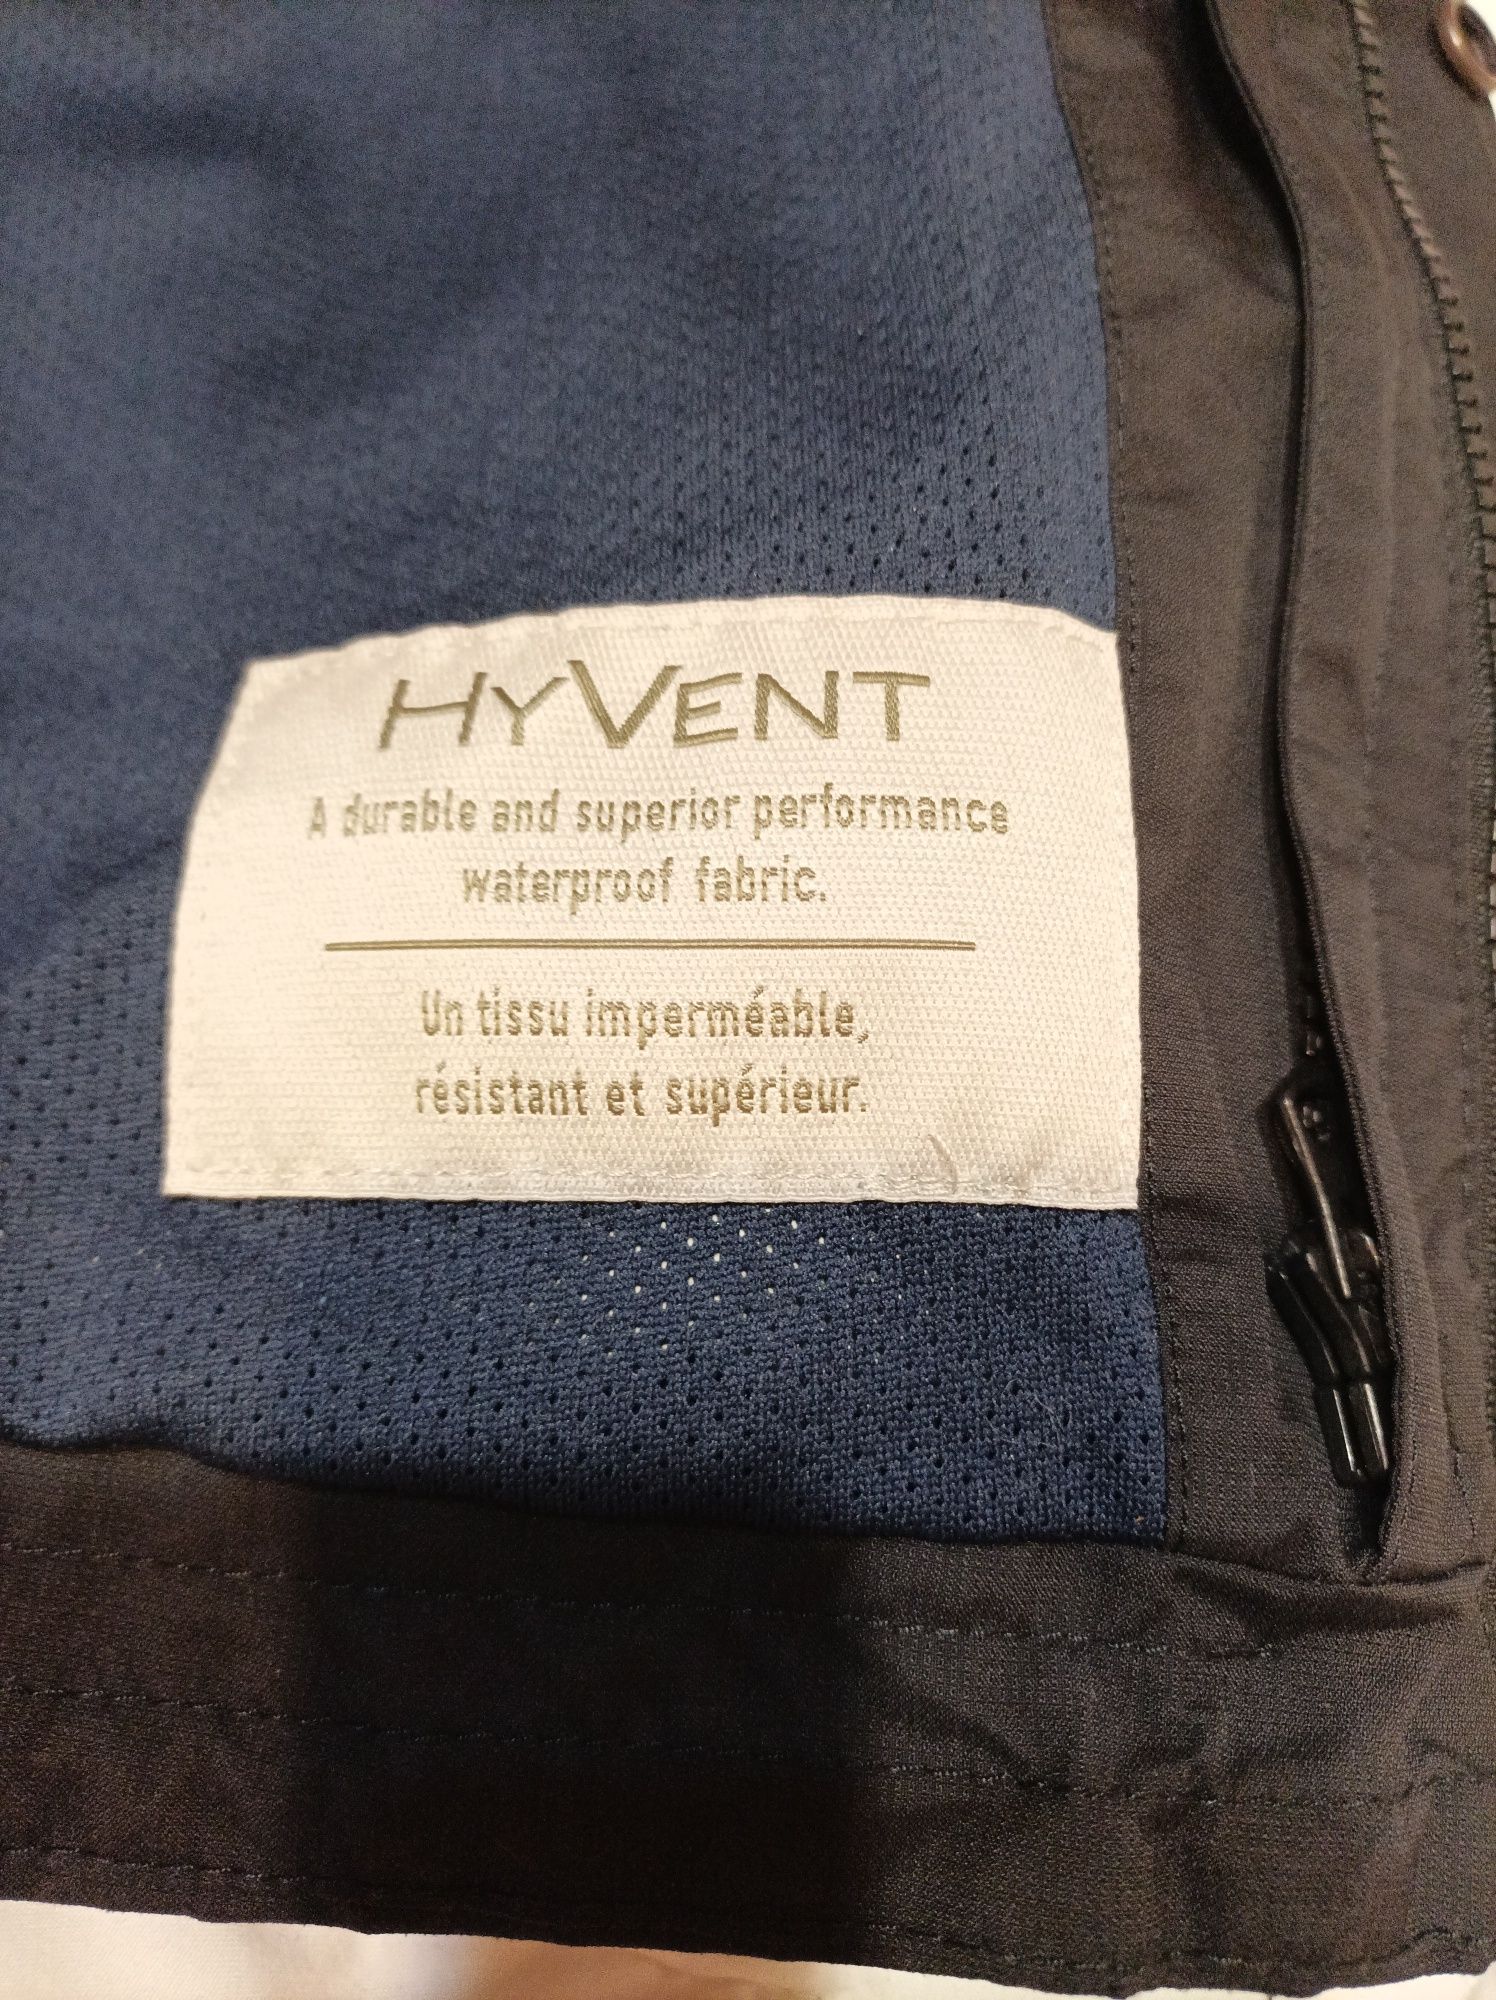 HYVENT
A durable and superior performance
waterproof fabric.
Un tissu imperméable,
résistant et supérieur.